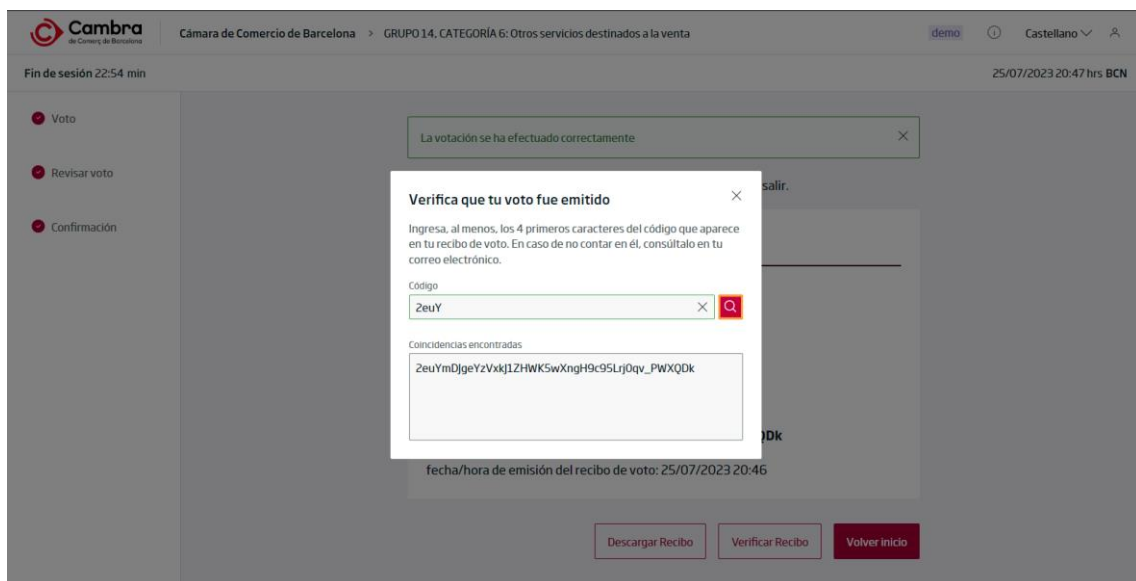 Cambra
de Comerç de Barcelona
Cámara de Comercio de Barcelona > GRUPO 14, CATEGORÍA 6: Otros servicios destinados a la venta
demo
Castellano
Fin de sesión 22:54 min
25/07/2023 20:47 hrs BCN
Voto
Revisar voto
Confirmación
La votación se ha efectuado correctamente
salir.
Verifica que tu voto fue emitido
Ingresa, al menos, los 4 primeros caracteres del código que aparece
en tu recibo de voto. En caso de no contar en él, consúltalo en tu
correo electrónico.
Código
2euY
Coincidencias encontradas
2euYmDJgeYzVxkJ1ZHWK5wXngH9c95Lrj0qv_PWXQDk
QDk
fecha/hora de emisión del recibo de voto: 25/07/2023 20:46
Descargar Recibo
Verificar Recibo
Volver inicio